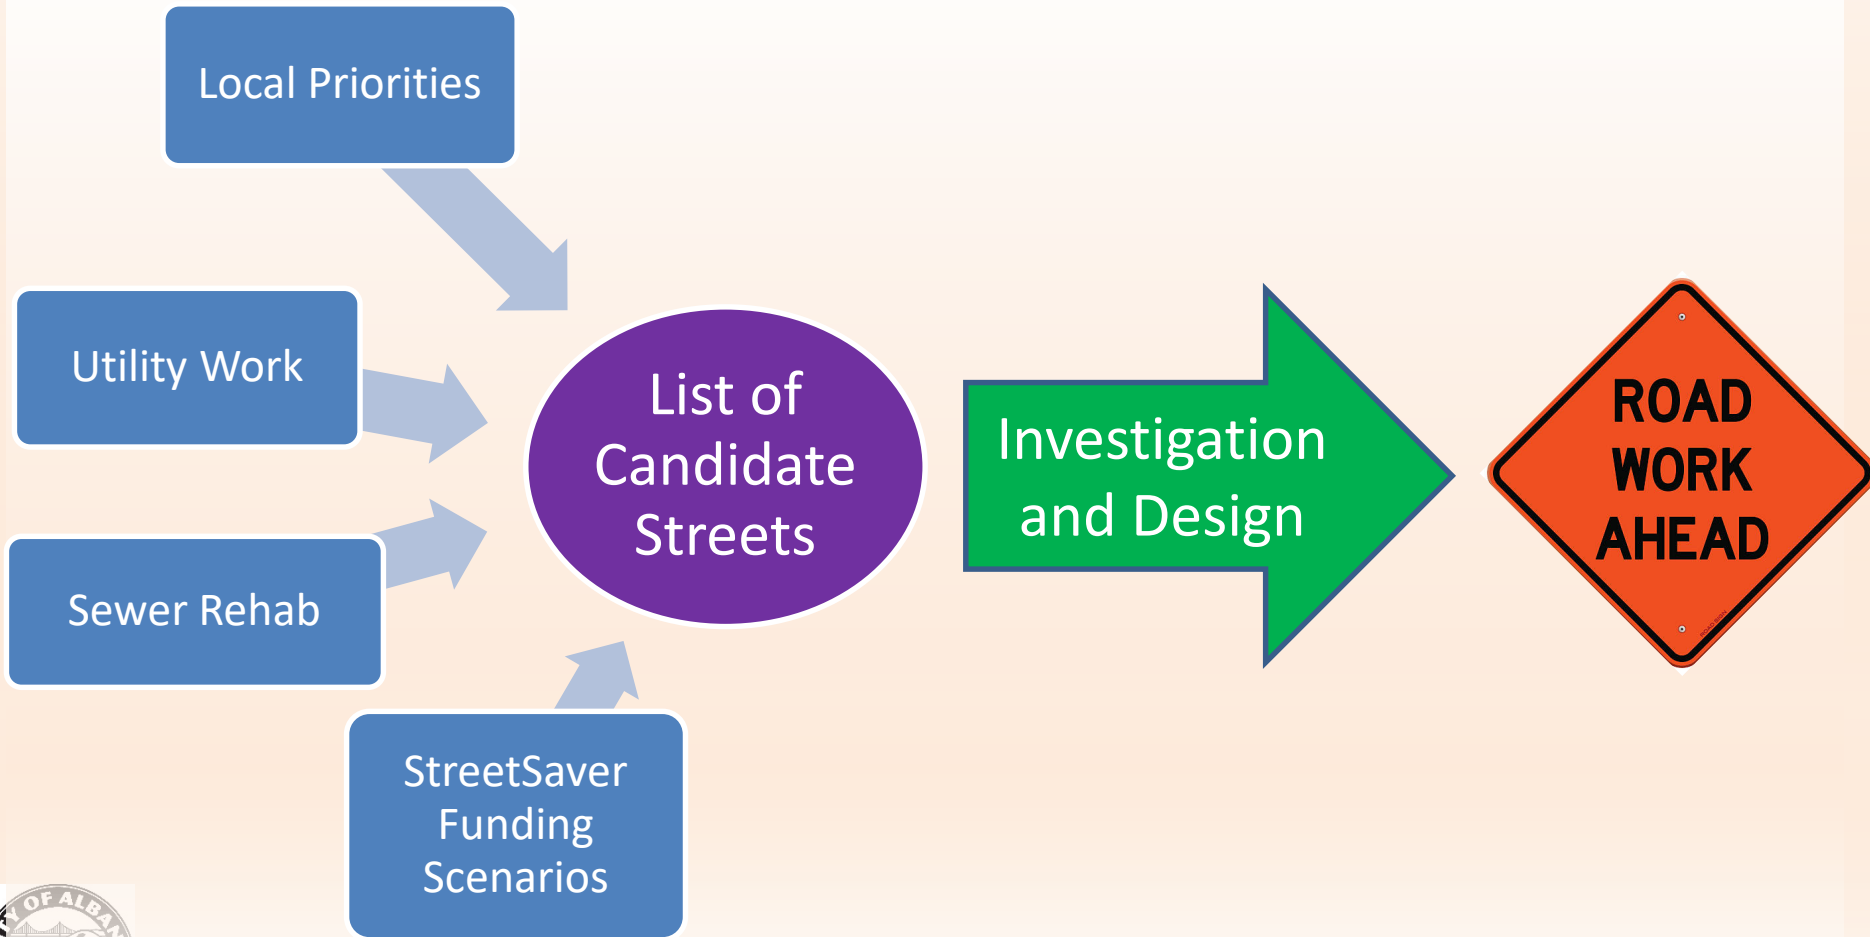 Local Priorities
Utility Work
Sewer Rehab
StreetSaver
Funding
Scenarios
List of
Candidate
Streets
Investigation
and Design
ROAD
WORK
AHEAD
OF